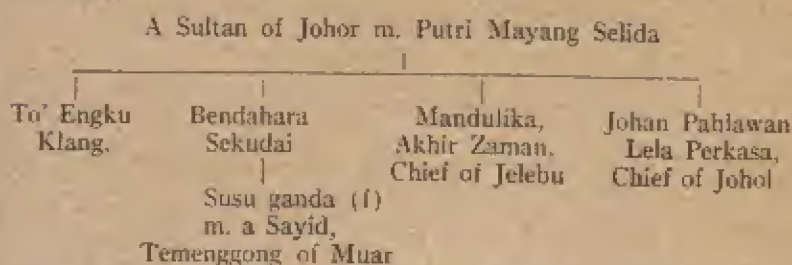 A Sultan of Johor m. Putri Mayang Selida
To' Engku Bendahara Mandulika, Johan Pahlawan
Klang. Sekudai Akhir Zaman. Lela Perkasa,
Chief of Jelebu Chief of Johol
Susu ganda (f)
m. a Sayid,
Temenggong of Muar